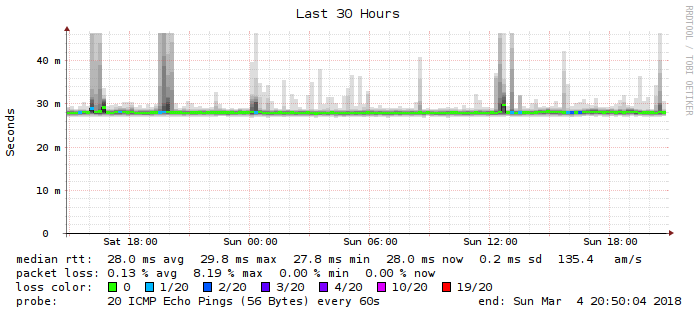 Last 30 Hours
RRDTOOL / TOBI OETIKER
Seconds
40 m
30 m
20 m
10 m
0
Sat 18:00 Sun 00:00 Sun 06:00 Sun 12:00 Sun 18:00
median rtt: 28.0 ms avg 29.8 ms max 27.8 ms min 28.0 ms now 0.2 ms sd 135.4 am/s
packet loss: 0.13 % avg 8.19 % max 0.00 % min 0.00 % now
loss color: 0 1/20 2/20 3/20 4/20 10/20 19/20
probe: 20 ICMP Echo Pings (56 Bytes) every 60s end: Sun Mar 4 20:50:04 2018